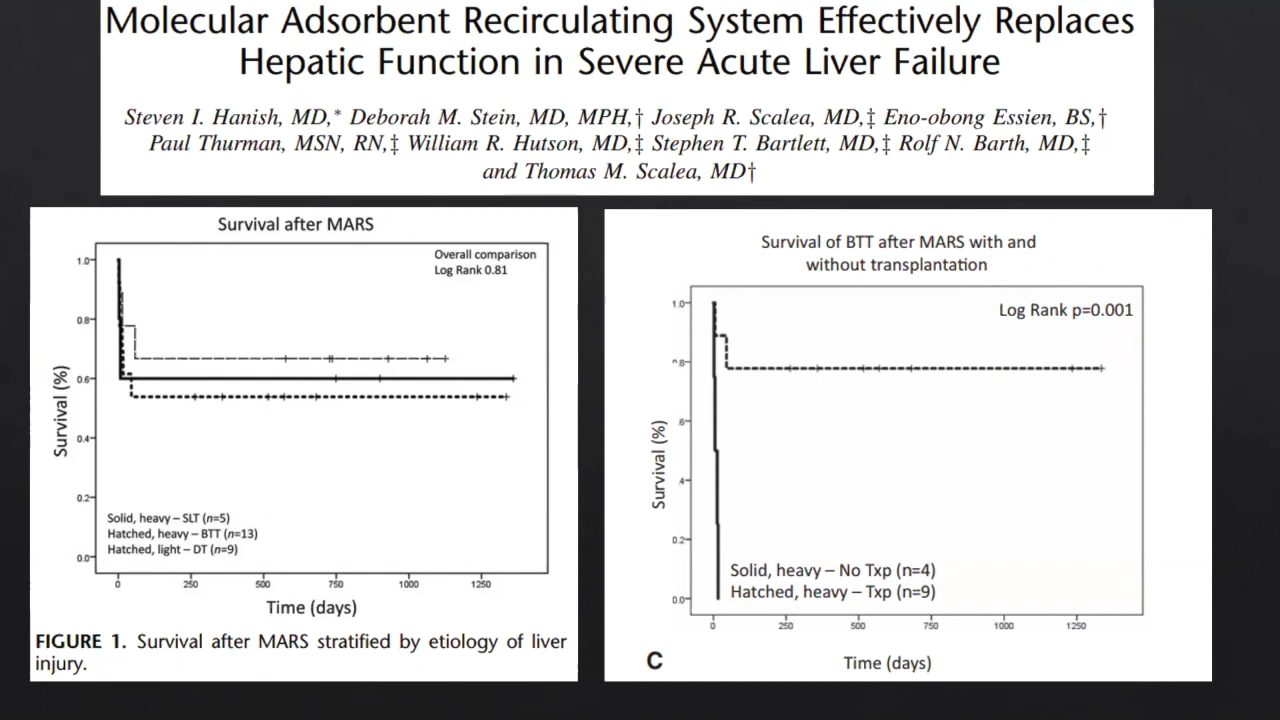 Molecular Adsorbent Recirculating System Effectively Replaces
Hepatic Function in Severe Acute Liver Failure
Steven I. Hanish, MD,* Deborah M. Stein, MD, MPH,† Joseph R. Scalea, MD,‡ Eno-obong Essien, BS,†
Paul Thurman, MSN, RN,‡ William R. Hutson, MD,‡ Stephen T. Bartlett, MD,‡ Rolf N. Barth, MD,‡
and Thomas M. Scalea, MD†
Survival after MARS
Overall comparison
Log Rank 0.81
Survival (%)
1.0
0.8
0.6
0.4
0.2
0.0
Solid, heavy – SLT (n=5)
Hatched, heavy – BTT (n=13)
Hatched, light – DT (n=9)
0 250 500 750 1000 1250
Time (days)
FIGURE 1. Survival after MARS stratified by etiology of liver
injury.
Survival of BTT after MARS with and
without transplantation
Log Rank p=0.001
Survival (%)
1.0
.8
.6
.4
0.2
0.0
Solid, heavy – No Txp (n=4)
Hatched, heavy – Txp (n=9)
0 250 500 750 1000 1250
C
Time (days)